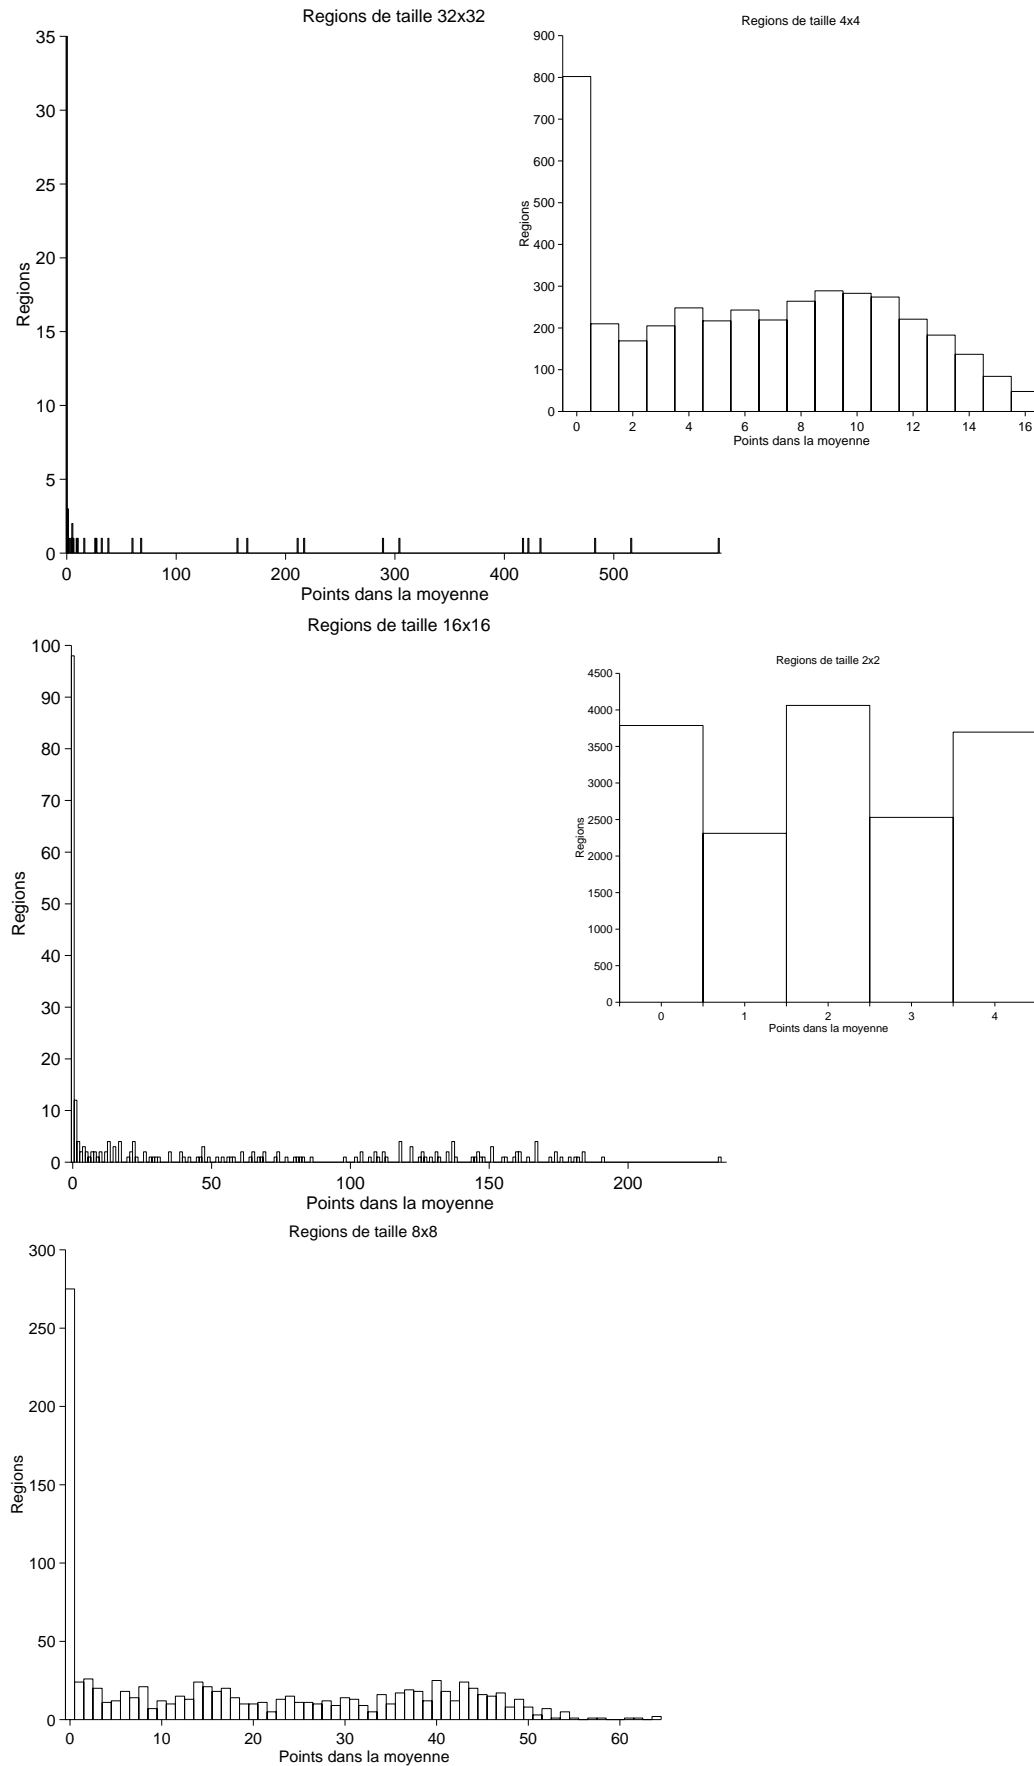 Regions de taille 32x32
35
30
25
20
15
10
5
0
Regions
0 100 200 300 400 500
Points dans la moyenne
Regions de taille 4x4
900
800
700
600
500
400
300
200
100
0
Regions
0 2 4 6 8 10 12 14 16
Points dans la moyenne
Regions de taille 16x16
100
90
80
70
60
50
40
30
20
10
0
Regions
0 50 100 150 200
Points dans la moyenne
Regions de taille 2x2
4500
4000
3500
3000
2500
2000
1500
1000
500
0
Regions
0 1 2 3 4
Points dans la moyenne
Regions de taille 8x8
300
250
200
150
100
50
0
Regions
0 10 20 30 40 50 60
Points dans la moyenne